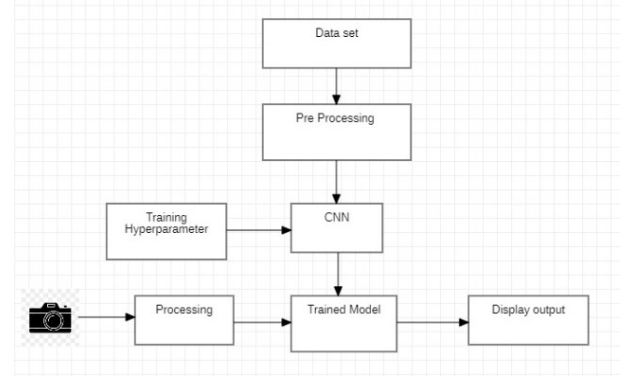 Data set
Pre Processing
Training
Hyperparameter
CNN
Processing
Trained Model
Display output